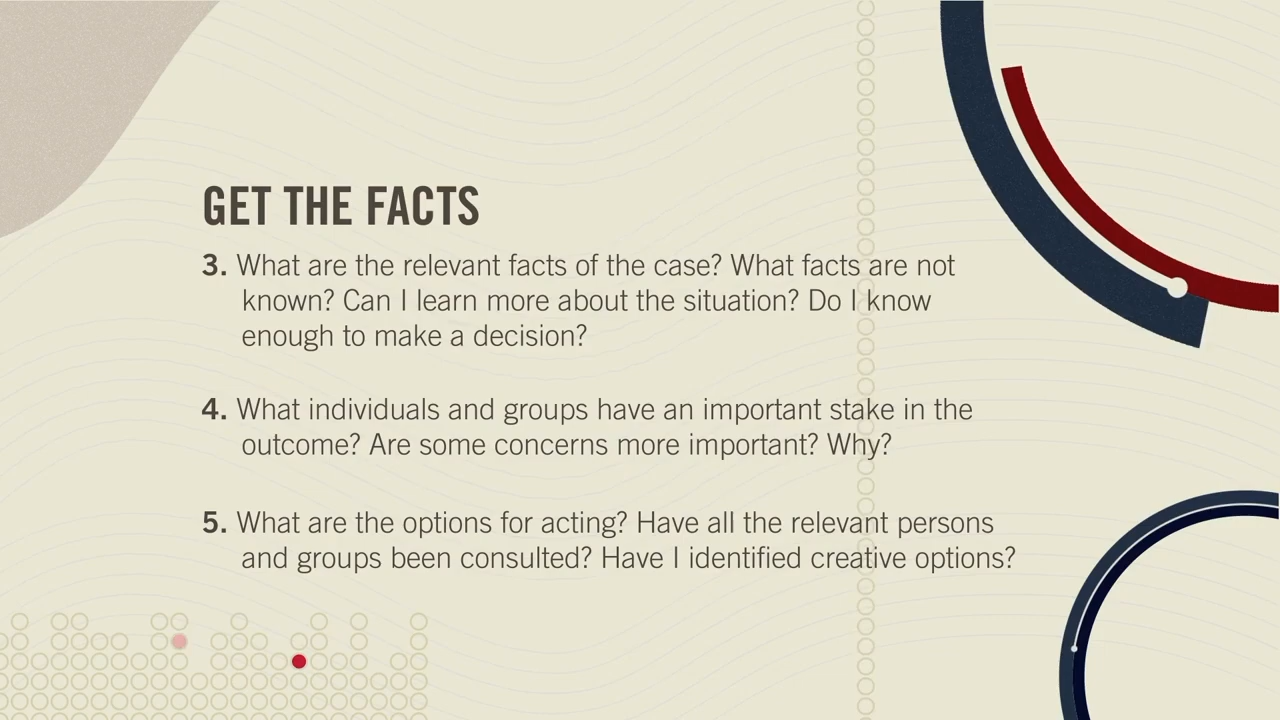 GET THE FACTS
3. What are the relevant facts of the case? What facts are not
known? Can I learn more about the situation? Do I know
enough to make a decision?
4. What individuals and groups have an important stake in the
outcome? Are some concerns more important? Why?
5. What are the options for acting? Have all the relevant persons
and groups been consulted? Have I identified creative options?